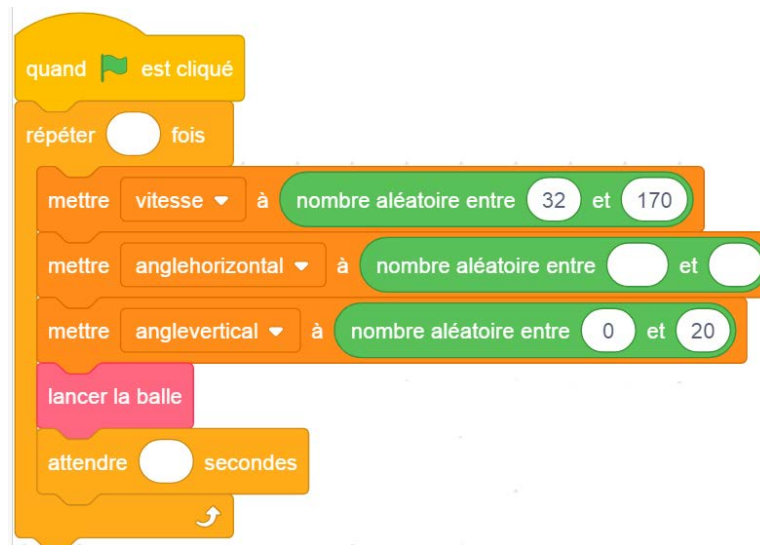 quand est cliqué
répéter fois
mettre vitesse à nombre aléatoire entre 32 et 170
mettre anglehorizontal à nombre aléatoire entre et
mettre anglevertical à nombre aléatoire entre 0 et 20
lancer la balle
attendre secondes